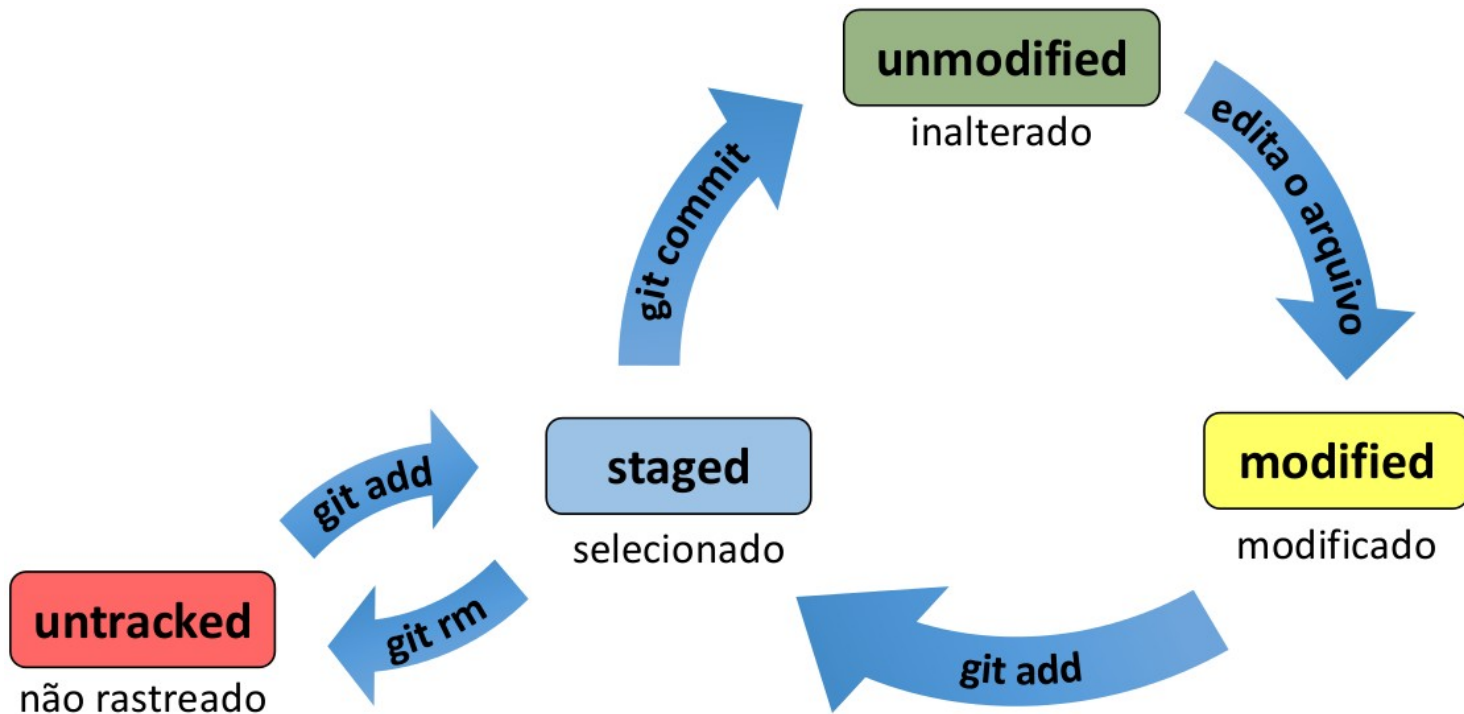 unmodified
inalterado
edita o arquivo
git commit
staged
selecionado
modified
modificado
git add
untracked
não rastreado
git rm
git add